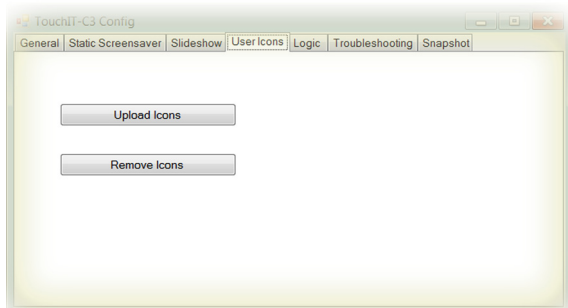 TouchIT-C3 Config
General Static Screensaver Slideshow User Icons Logic Troubleshooting Snapshot
Upload Icons
Remove Icons